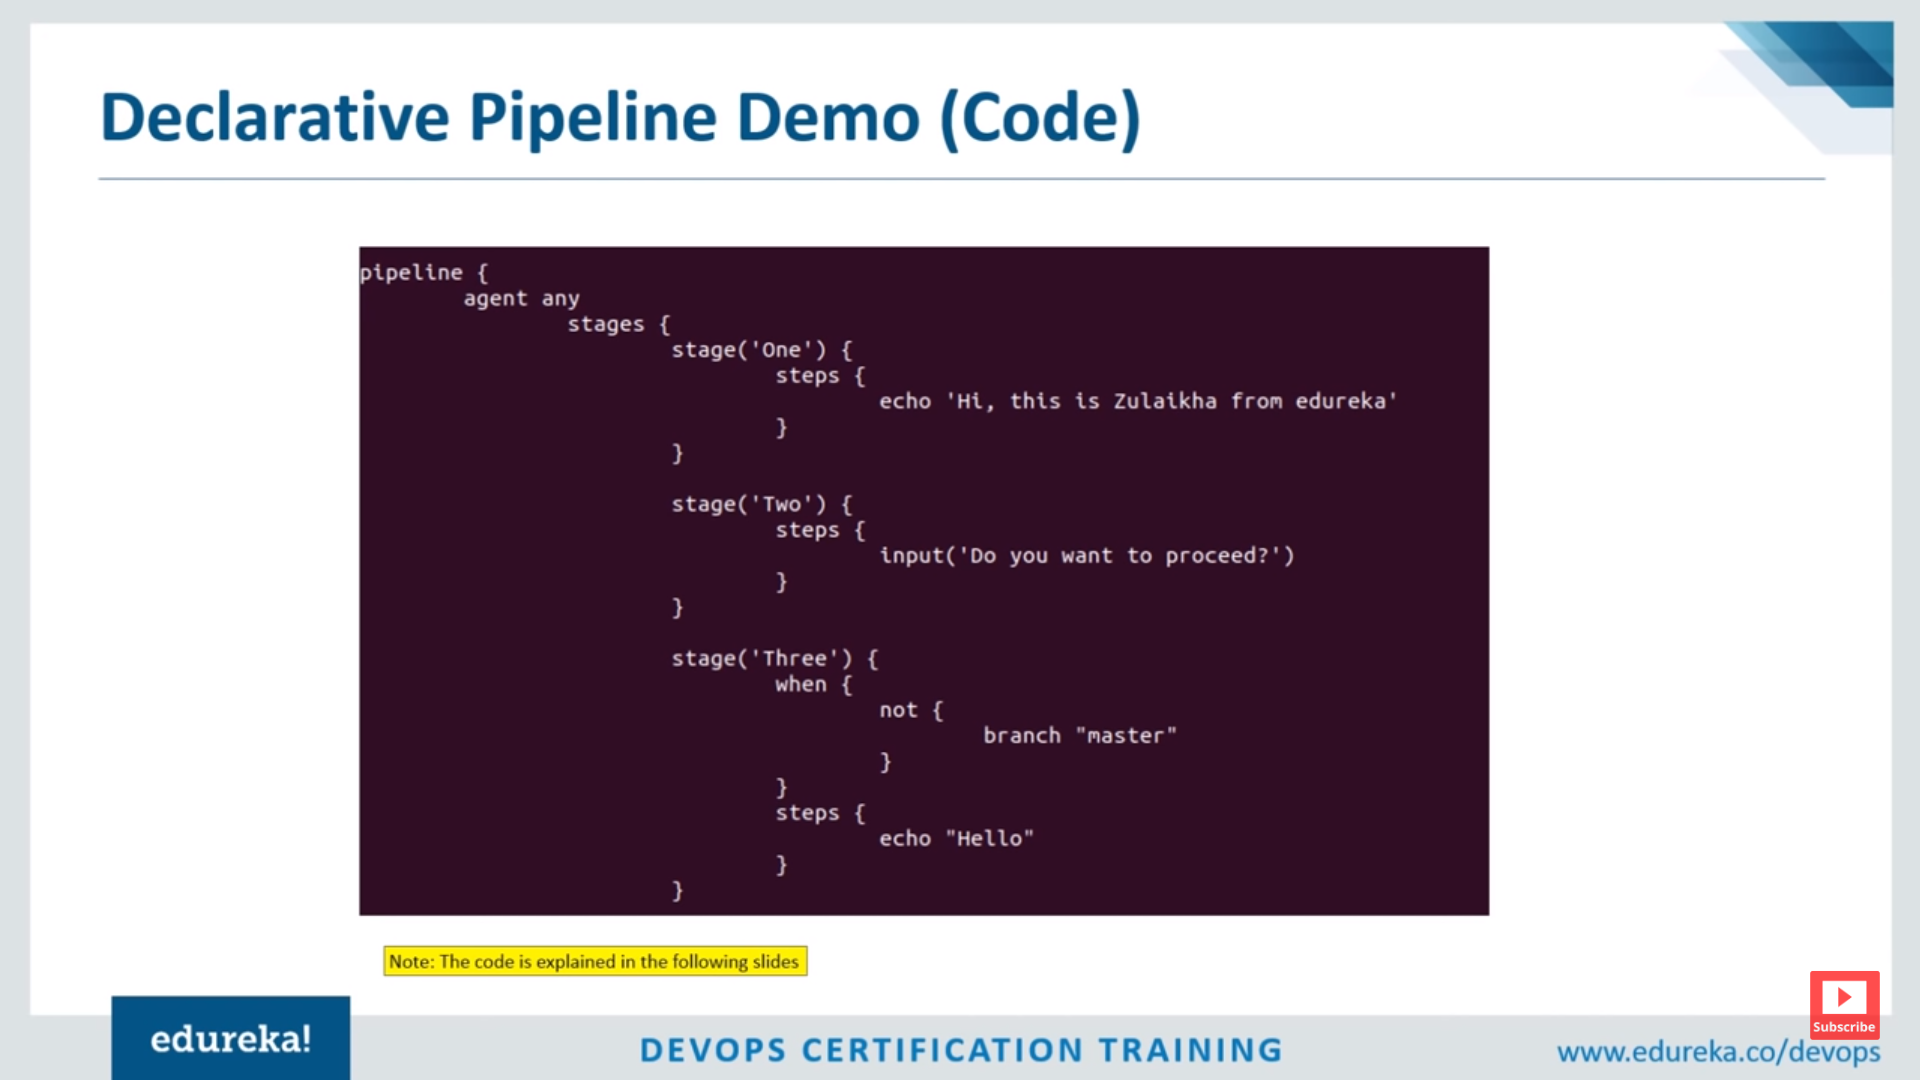 Declarative Pipeline Demo (Code)
pipeline {
agent any
stages {
stage('One') {
steps {
echo 'Hi, this is Zulaikha from edureka'
}
}
stage('Two') {
steps {
input('Do you want to proceed?')
}
}
stage('Three') {
when {
not {
branch "master"
}
}
steps {
echo "Hello"
}
}
Note: The code is explained in the following slides
Subscribe
edureka!
DEVOPS CERTIFICATION TRAINING
www.edureka.co/devops